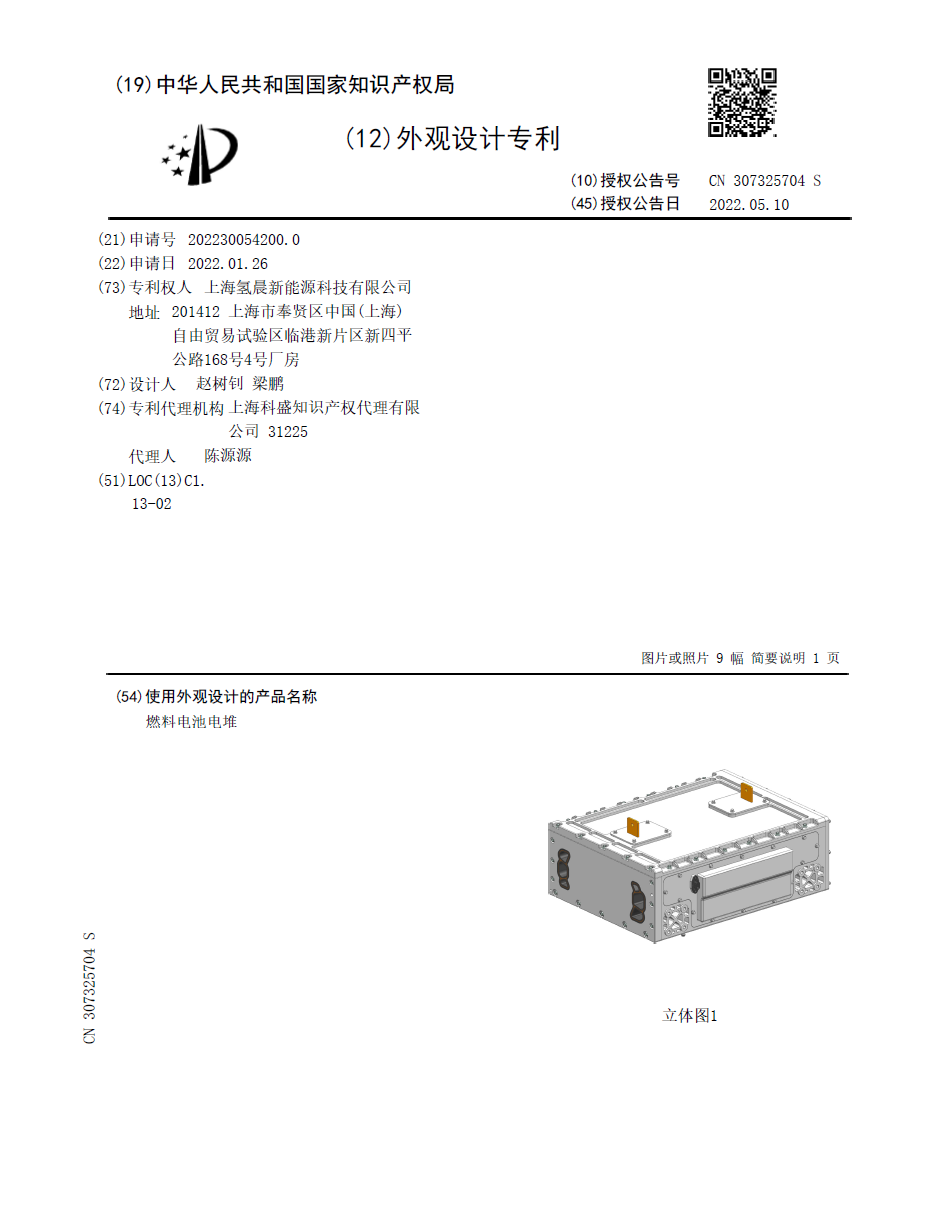 (19)中华人民共和国国家知识产权局
(12)外观设计专利
(10)授权公告号 CN 307325704 S
(45)授权公告日 2022.05.10
(21)申请号 202230054200.0
(22)申请日 2022.01.26
(73)专利权人 上海氢晨新能源科技有限公司
地址 201412 上海市奉贤区中国(上海)
自由贸易试验区临港新片区新四平
公路168号4号厂房
(72)设计人 赵树钊 梁鹏
(74)专利代理机构 上海科盛知识产权代理有限
公司 31225
代理人 陈源源
(51)LOC(13)Cl.
13-02
图片或照片 9 幅 简要说明 1 页
(54)使用外观设计的产品名称
燃料电池电堆
立体图1
CN 307325704 S